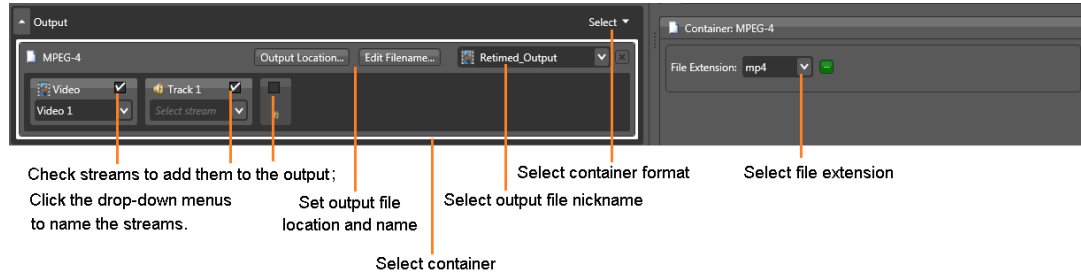 Output
Select
Container: MPEG-4
MPEG-4
Output Location...
Edit Filename...
Retimed_Output
File Extension:
mp4
Video
Track 1
Video 1
Select stream
Check streams to add them to the output;
Click the drop-down menus
to name the streams.
Set output file
location and name
Select output file nickname
Select container format
Select file extension
Select container